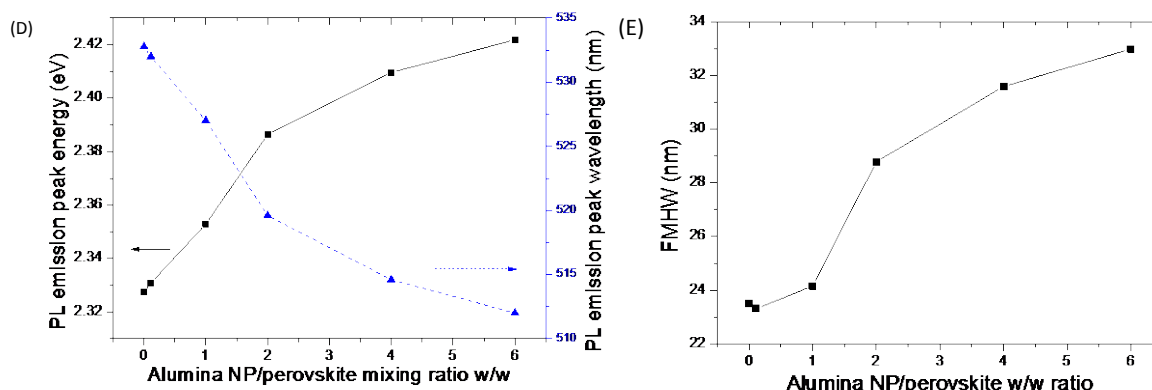 (D)
PL emission peak energy (eV)
2.42
2.40
2.38
2.36
2.34
2.32
0 1 2 3 4 5 6
Alumina NP/perovskite mixing ratio w/w
535
530
525
520
515
510
PL emission peak wavelength (nm)
(E)
FMHW (nm)
34
32
30
28
26
24
22
0 1 2 3 4 5 6
Alumina NP/perovskite w/w ratio